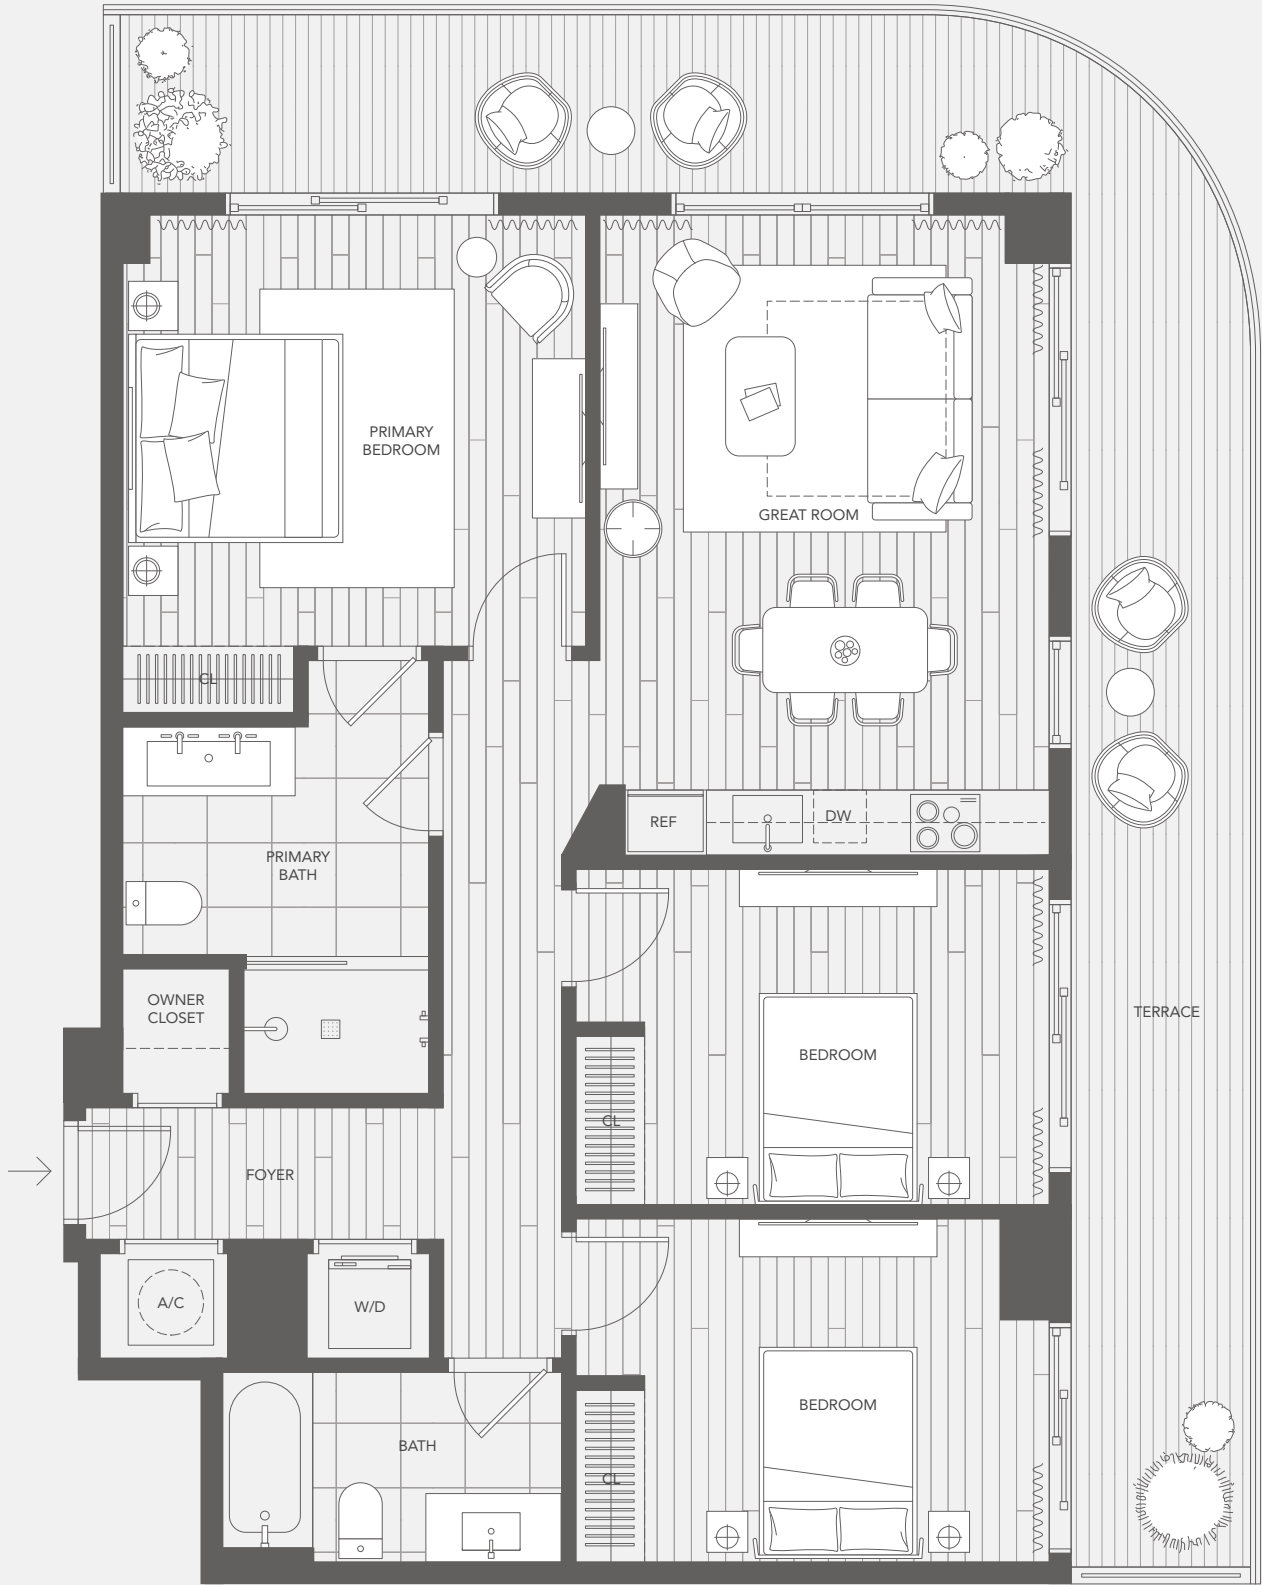 PRIMARY
BEDROOM
GREAT ROOM
CL
REF
DW
PRIMARY
BATH
OWNER
CLOSET
TERRACE
BEDROOM
CL
FOYER
A/C
W/D
BEDROOM
BATH
CL